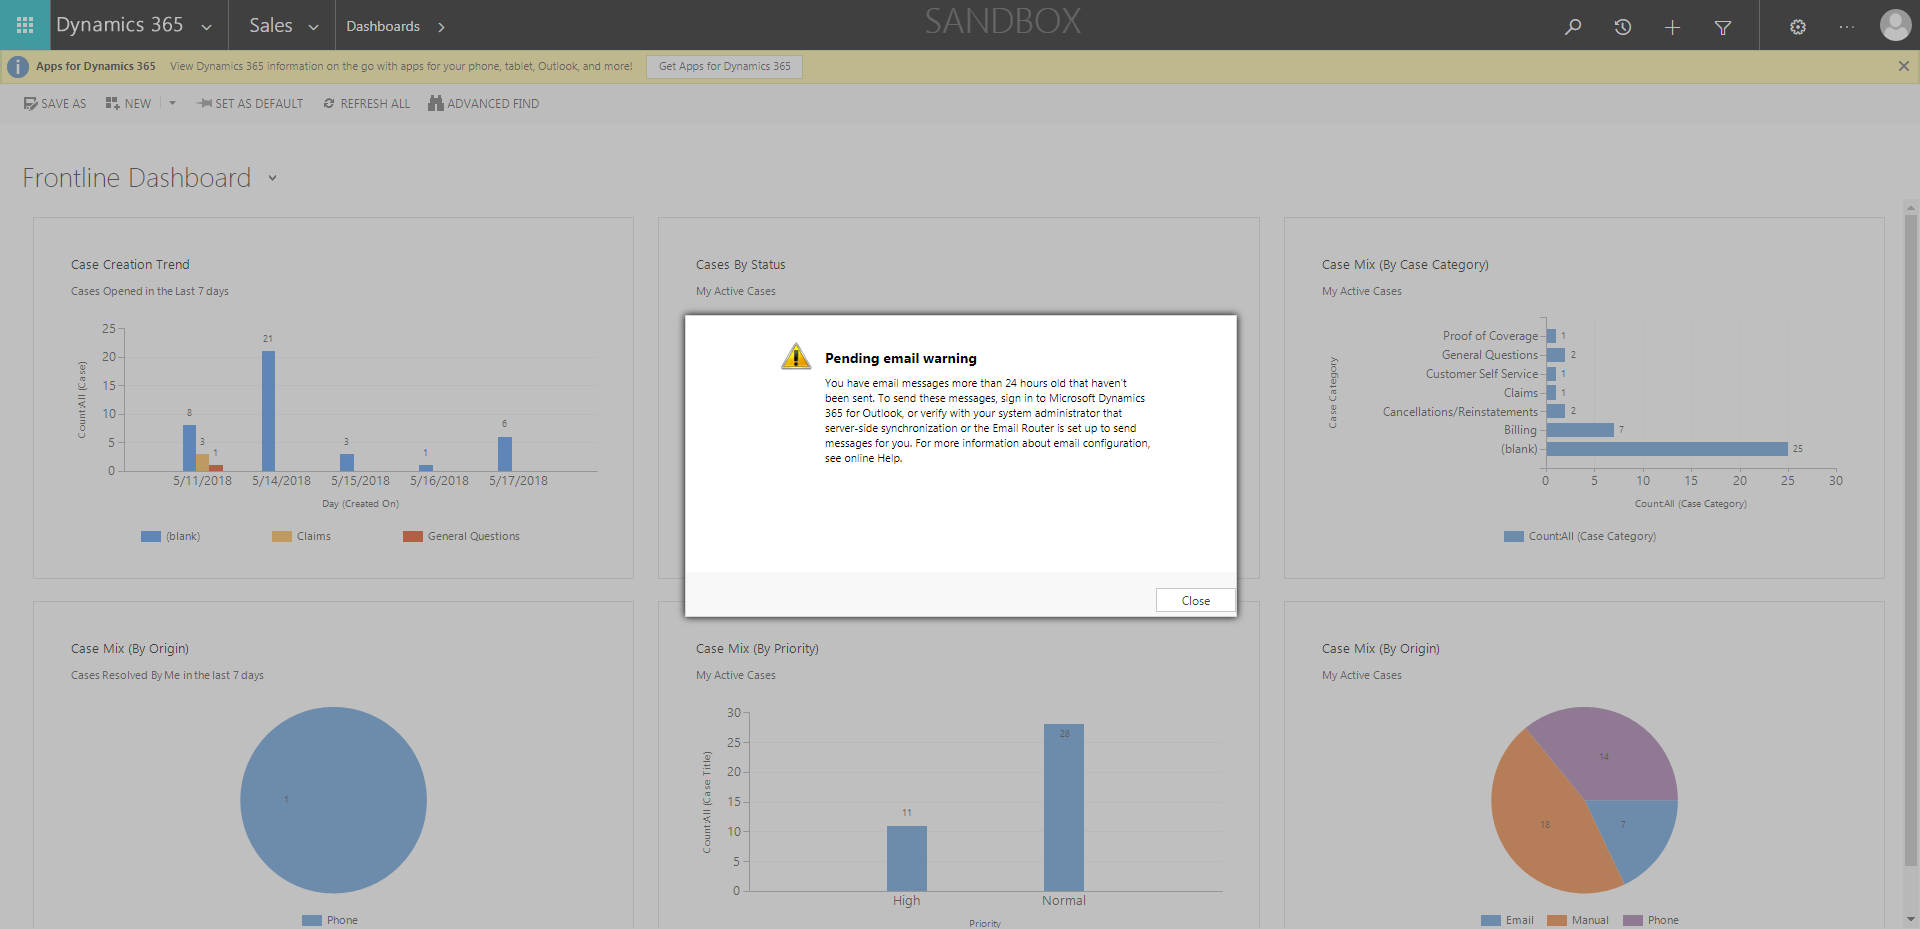 Dynamics 365
Sales
Dashboards
SANDBOX
Apps for Dynamics 365 View Dynamics 365 information on the go with apps for your phone, tablet, Outlook, and more! Get Apps for Dynamics 365
SAVE AS NEW SET AS DEFAULT REFRESH ALL ADVANCED FIND
Frontline Dashboard
Case Creation Trend
Cases Opened in the Last 7 days
Count:All (Case)
25
20
15
10
5
0
8
3
1
21
3
1
6
5/11/2018 5/14/2018 5/15/2018 5/16/2018 5/17/2018
Day (Created On)
(blank) Claims General Questions
Cases By Status
My Active Cases
Pending email warning
You have email messages more than 24 hours old that haven't
been sent. To send these messages, sign in to Microsoft Dynamics
365 for Outlook, or verify with your system administrator that
server-side synchronization or the Email Router is set up to send
messages for you. For more information about email configuration,
see online Help.
Close
Case Mix (By Case Category)
My Active Cases
Case Category
Proof of Coverage 1
General Questions 2
Customer Self Service 1
Claims 1
Cancellations/Reinstatements 2
Billing 7
(blank) 25
0 5 10 15 20 25 30
Count:All (Case Category)
Count:All (Case Category)
Case Mix (By Origin)
Cases Resolved By Me in the last 7 days
1
Phone
Case Mix (By Priority)
My Active Cases
Count:All (Case Title)
30
25
20
15
10
5
0
11
28
High Normal
Priority
Case Mix (By Origin)
My Active Cases
14
18
7
Email Manual Phone